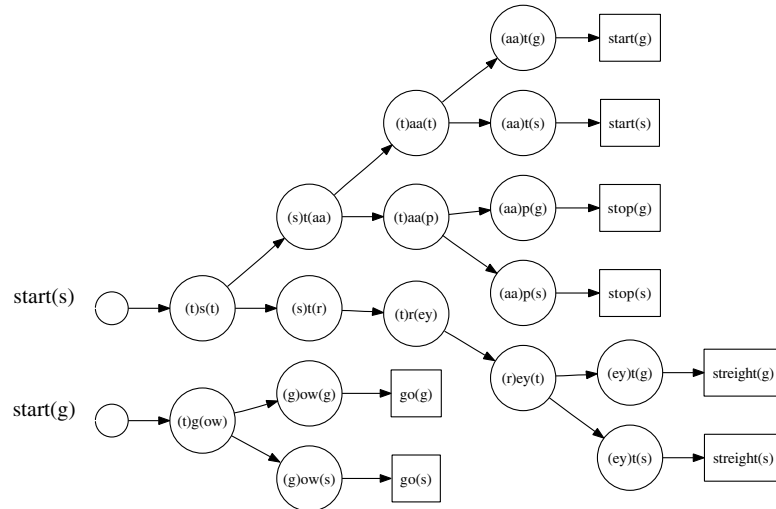 (aa)t(g) start(g)
(t)aa(t) (aa)t(s) start(s)
(s)t(aa) (t)aa(p) (aa)p(g) stop(g)
(aa)p(s) stop(s)
start(s) (t)s(t) (s)t(r) (t)r(ey)
(r)ey(t) (ey)t(g) streight(g)
start(g) (t)g(ow) (g)ow(g) go(g)
(ey)t(s) streight(s)
(g)ow(s) go(s)